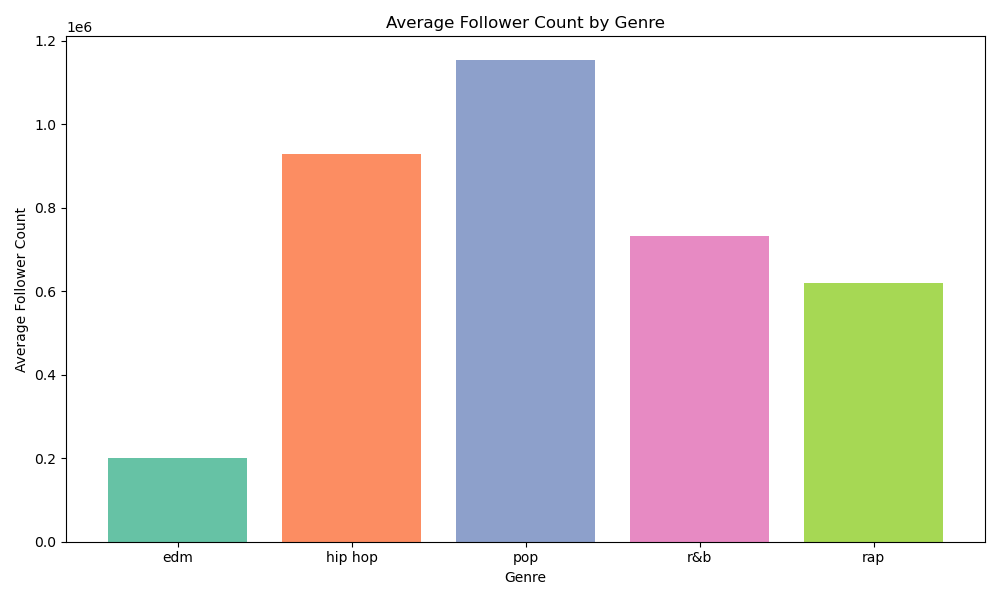 Average Follower Count by Genre
1e6
1.2
1.0
0.8
0.6
0.4
0.2
0.0
Average Follower Count
edm hip hop pop r&b rap
Genre